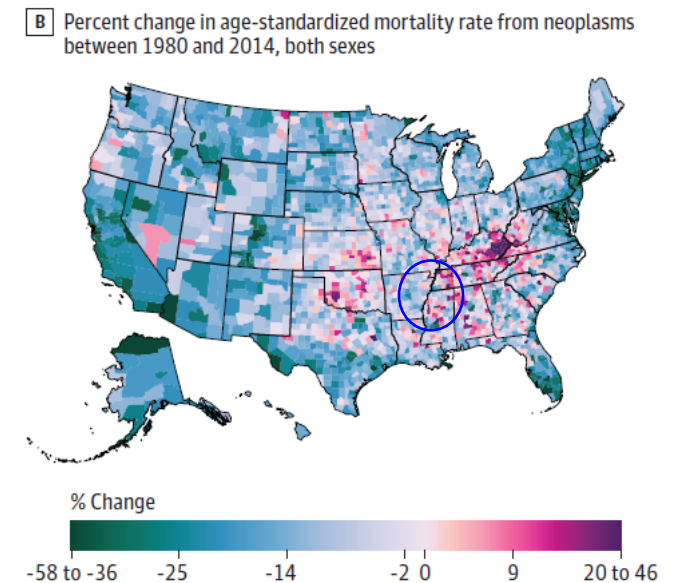 B Percent change in age-standardized mortality rate from neoplasms
between 1980 and 2014, both sexes
% Change
-58 to -36 -25 -14 -2 0 9 20 to 46